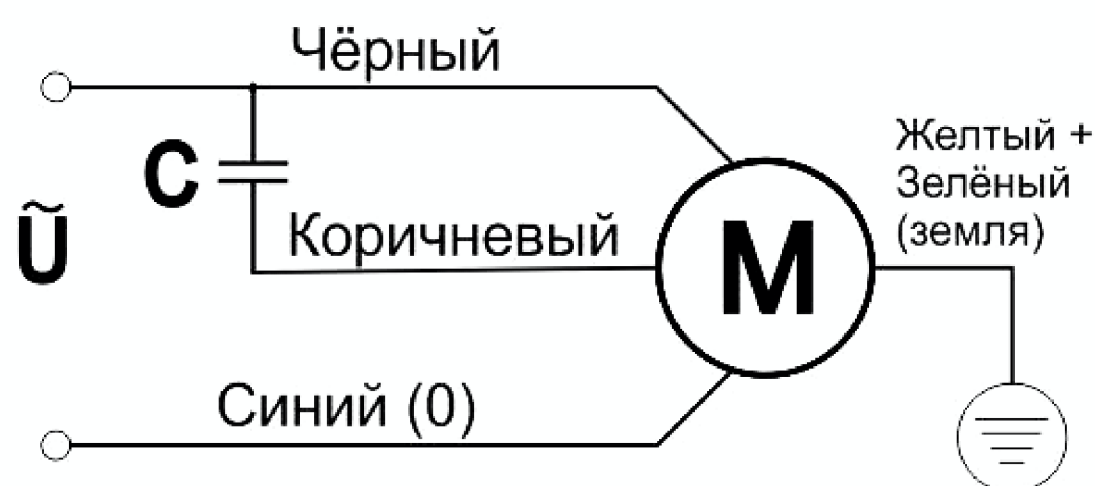 Чёрный
Желтый +
Зелёный
(земля)
C
Ũ
Коричневый
M
Синий (0)